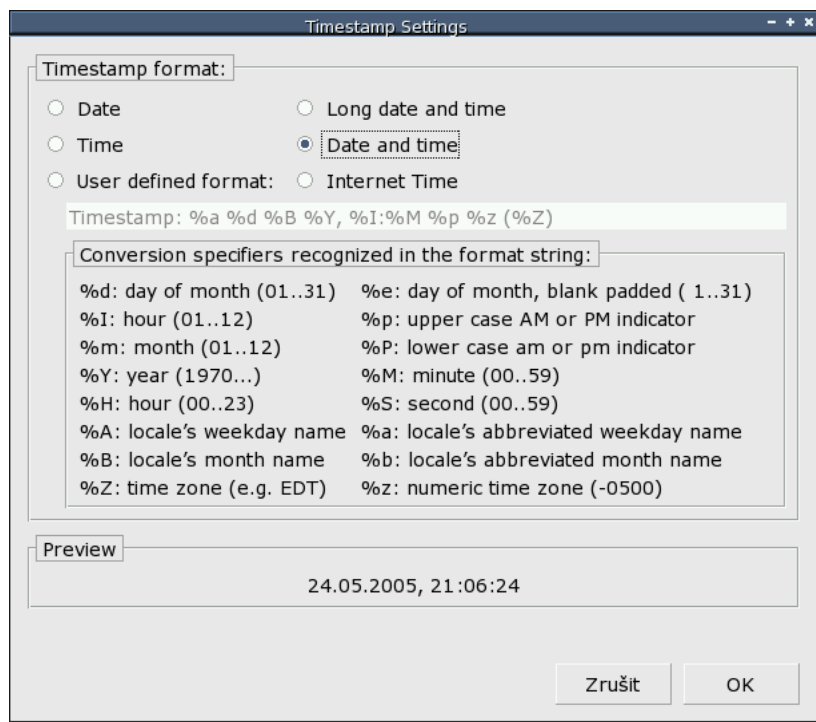 Timestamp Settings
Timestamp format:
Date
Long date and time
Time
Date and time
User defined format:
Internet Time
Timestamp: %a %d %B %Y, %I:%M %p %z (%Z)
Conversion specifiers recognized in the format string:
%d: day of month (01..31) %e: day of month, blank padded ( 1..31)
%I: hour (01..12) %p: upper case AM or PM indicator
%m: month (01..12) %P: lower case am or pm indicator
%Y: year (1970...) %M: minute (00..59)
%H: hour (00..23) %S: second (00..59)
%A: locale's weekday name %a: locale's abbreviated weekday name
%B: locale's month name %b: locale's abbreviated month name
%Z: time zone (e.g. EDT) %z: numeric time zone (-0500)
Preview
24.05.2005, 21:06:24
Zrušit OK